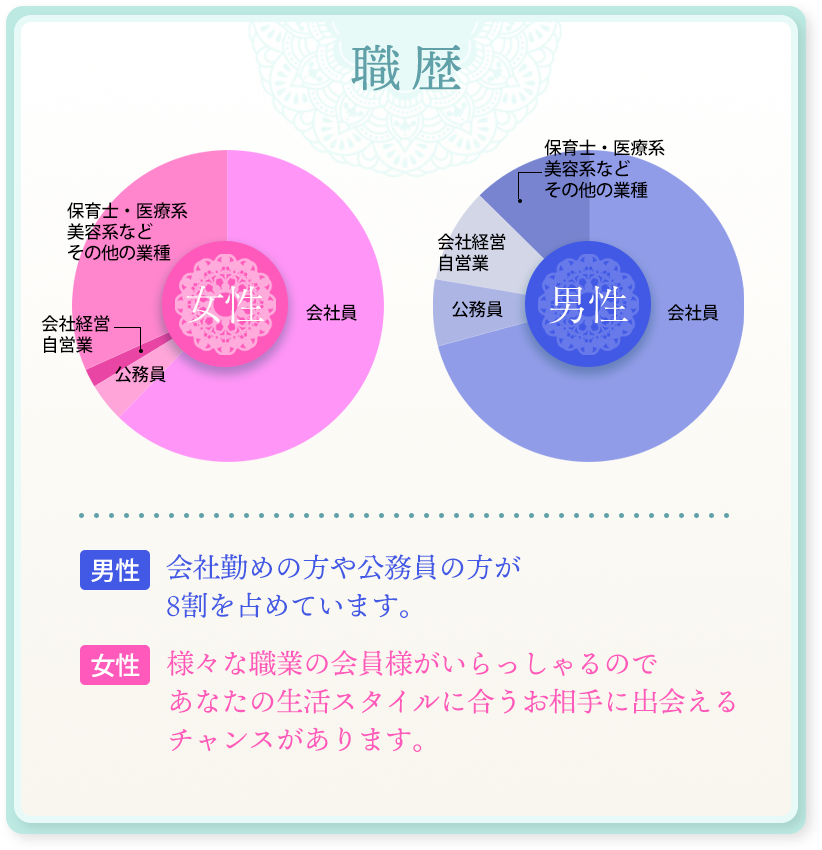 職歴
保育士・医療系
美容系など
その他の業種
会社経営
自営業
公務員
女性
会社員
保育士・医療系
美容系など
その他の業種
会社経営
自営業
公務員
男性
会社員
男性
会社勤めの方や公務員の方が
8割を占めています。
女性
様々な職業の会員様がいらっしゃるので
あなたの生活スタイルに合うお相手に出会える
チャンスがあります。